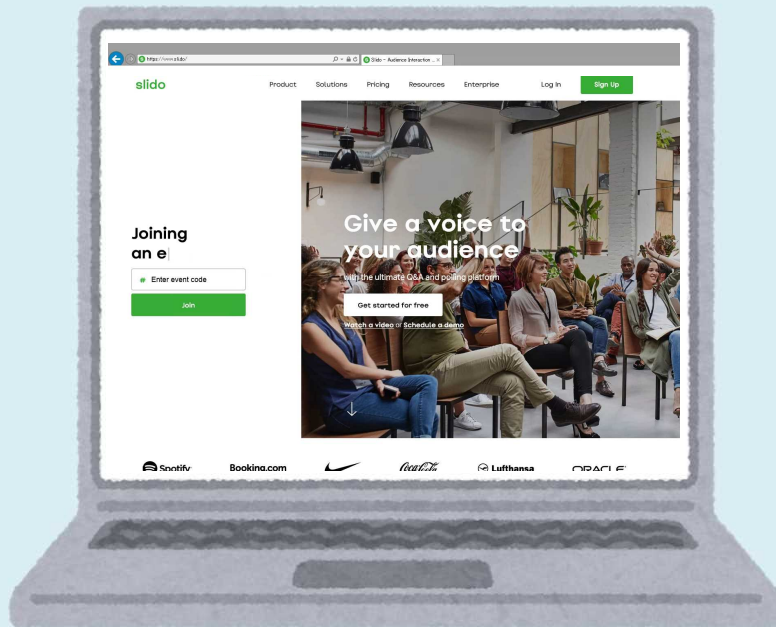 https://www.slido/
Slido - Audience Interaction ...
slido
Product Solutions Pricing Resources Enterprise Log In Sign Up
Joining
an e
# Enter event code
Join
Give a voice to
your audience
with the ultimate Q&A and polling platform
Get started for free
Watch a video or Schedule a demo
Spotify Booking.com Coca-Cola Lufthansa ORACLE